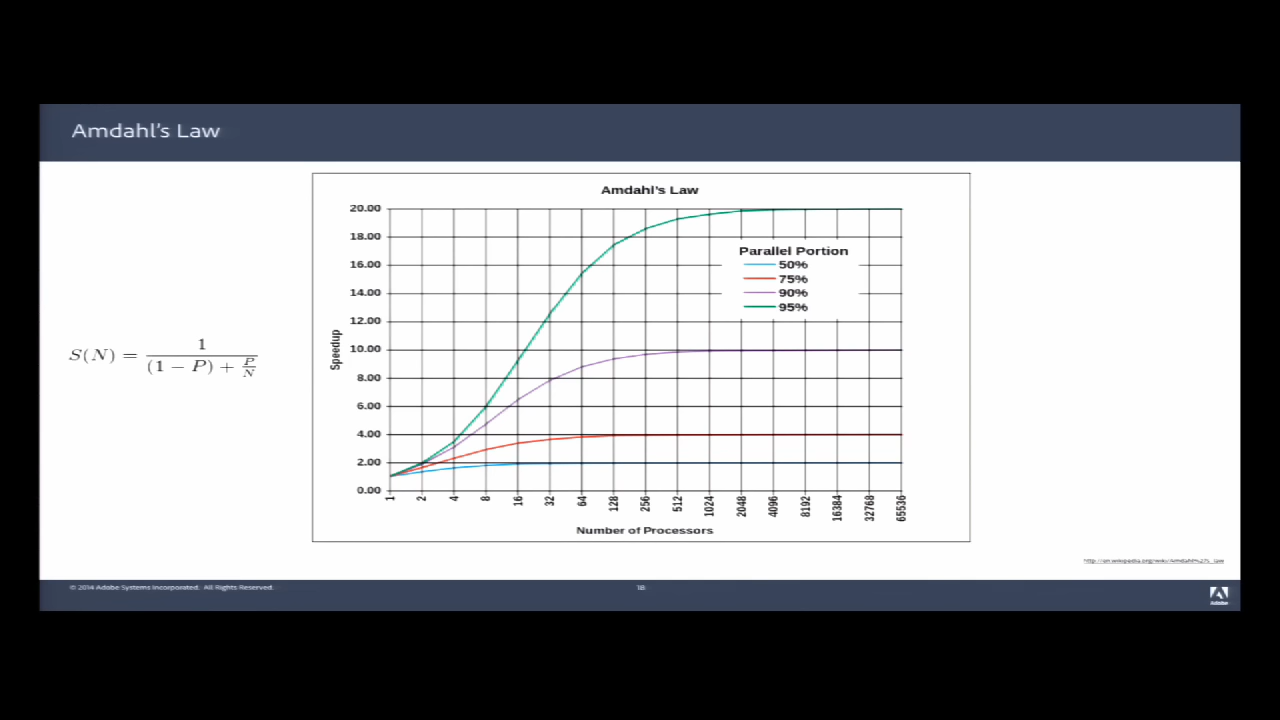 Amdahl's Law
S(N) = 1 / ((1 − P) + P/N)
Amdahl's Law
Speedup
20.00
18.00
16.00
14.00
12.00
10.00
8.00
6.00
4.00
2.00
0.00
Parallel Portion
50%
75%
90%
95%
1 2 4 8 16 32 64 128 256 512 1024 2048 4096 8192 16384 32768 65536
Number of Processors
© 2014 Adobe Systems Incorporated. All Rights Reserved.
18
Adobe